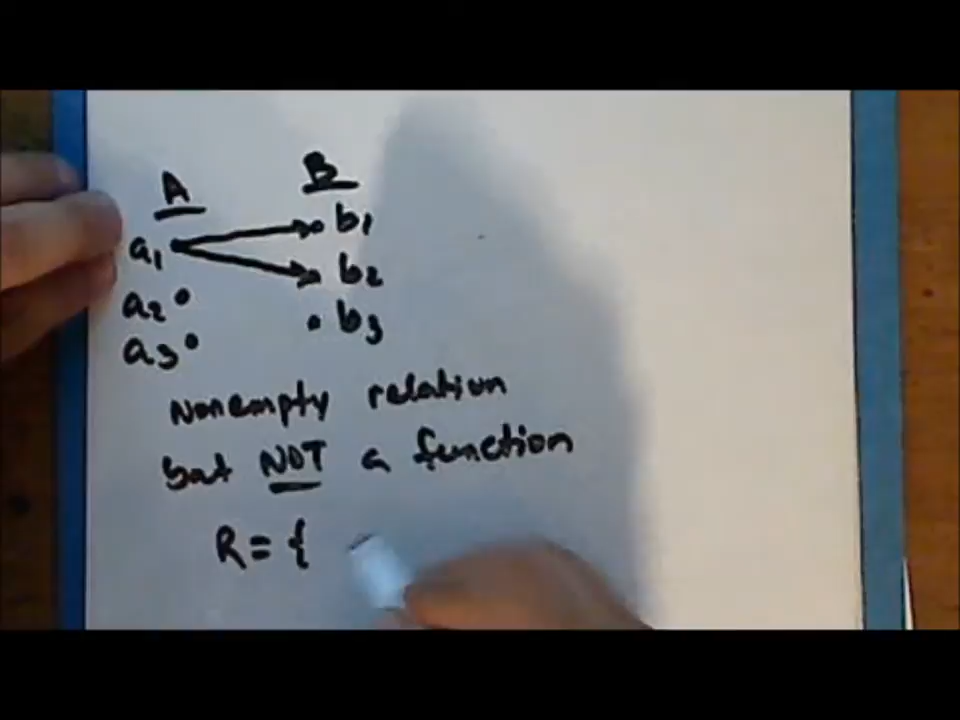 A B
a1 b1
a2 b2
a3 b3
Nonempty relation
but NOT a function
R = {